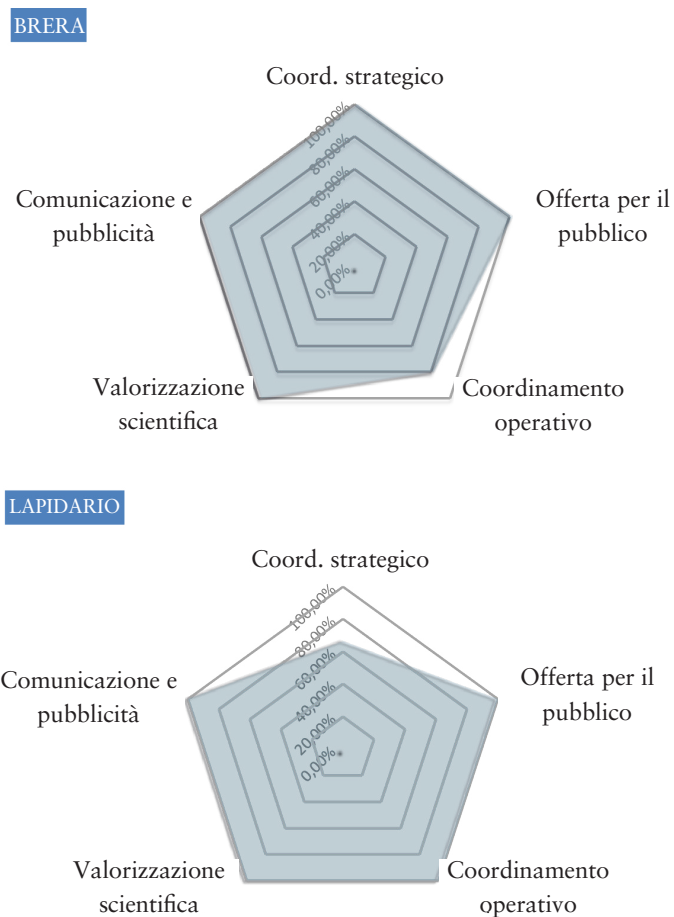 BRERA
Coord. strategico
100,00%
80,00%
60,00%
40,00%
20,00%
0,00%
Comunicazione e
pubblicità
Offerta per il
pubblico
Valorizzazione
scientifica
Coordinamento
operativo
LAPIDARIO
Coord. strategico
100,00%
80,00%
60,00%
40,00%
20,00%
0,00%
Comunicazione e
pubblicità
Offerta per il
pubblico
Valorizzazione
scientifica
Coordinamento
operativo